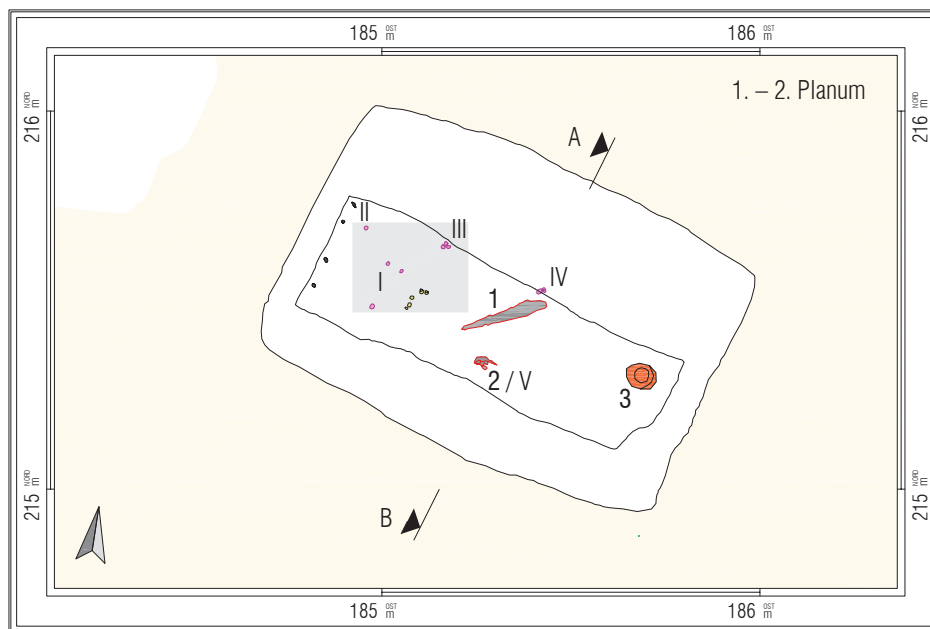 185 OST m
186 OST m
1. – 2. Planum
216 m NORD
216 m NORD
A
II
III
I
IV
1
2 / V
3
215 m NORD
215 m NORD
B
185 OST m
186 OST m